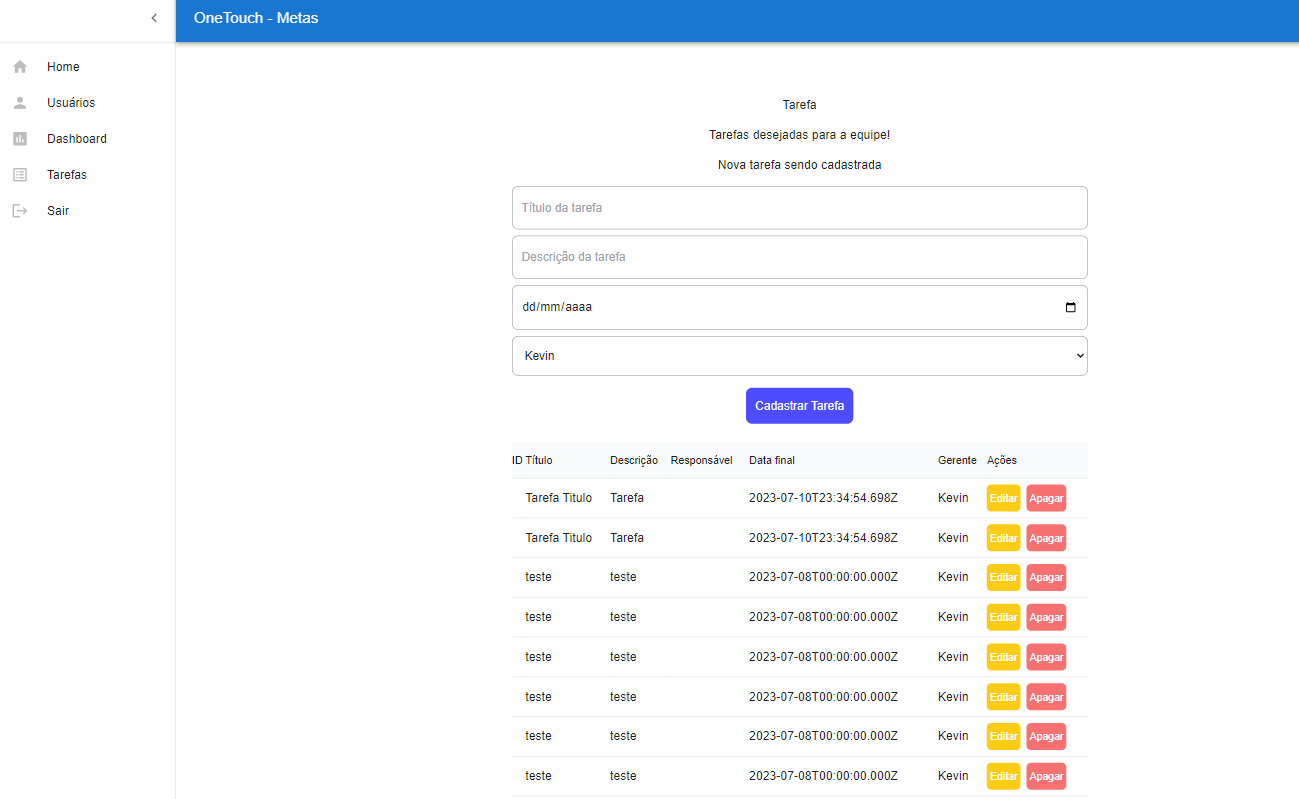 OneTouch - Metas
Home
Usuários
Dashboard
Tarefas
Sair
Tarefa
Tarefas desejadas para a equipe!
Nova tarefa sendo cadastrada
Título da tarefa
Descrição da tarefa
dd/mm/aaaa
Kevin
Cadastrar Tarefa
ID Título Descrição Responsável Data final Gerente Ações
Tarefa Titulo Tarefa 2023-07-10T23:34:54.698Z Kevin Editar Apagar
Tarefa Titulo Tarefa 2023-07-10T23:34:54.698Z Kevin Editar Apagar
teste teste 2023-07-08T00:00:00.000Z Kevin Editar Apagar
teste teste 2023-07-08T00:00:00.000Z Kevin Editar Apagar
teste teste 2023-07-08T00:00:00.000Z Kevin Editar Apagar
teste teste 2023-07-08T00:00:00.000Z Kevin Editar Apagar
teste teste 2023-07-08T00:00:00.000Z Kevin Editar Apagar
teste teste 2023-07-08T00:00:00.000Z Kevin Editar Apagar